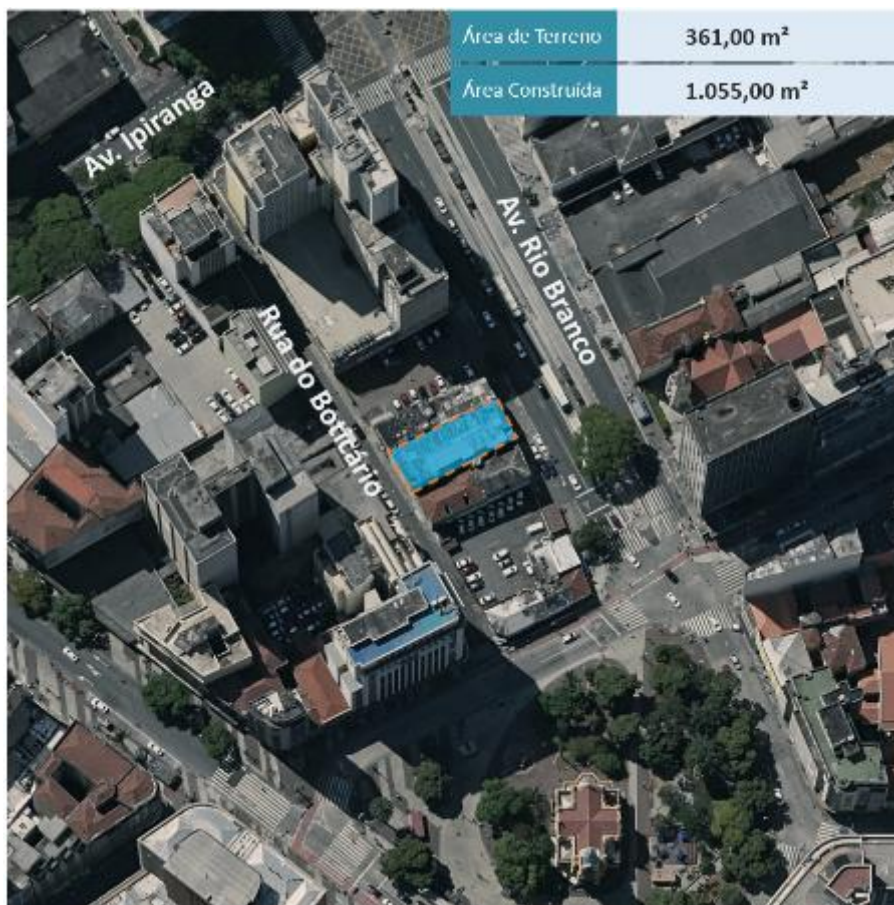 Área de Terreno 361,00 m²
Área Construída 1.055,00 m²
Av. Ipiranga
Av. Rio Branco
Rua do Boticário